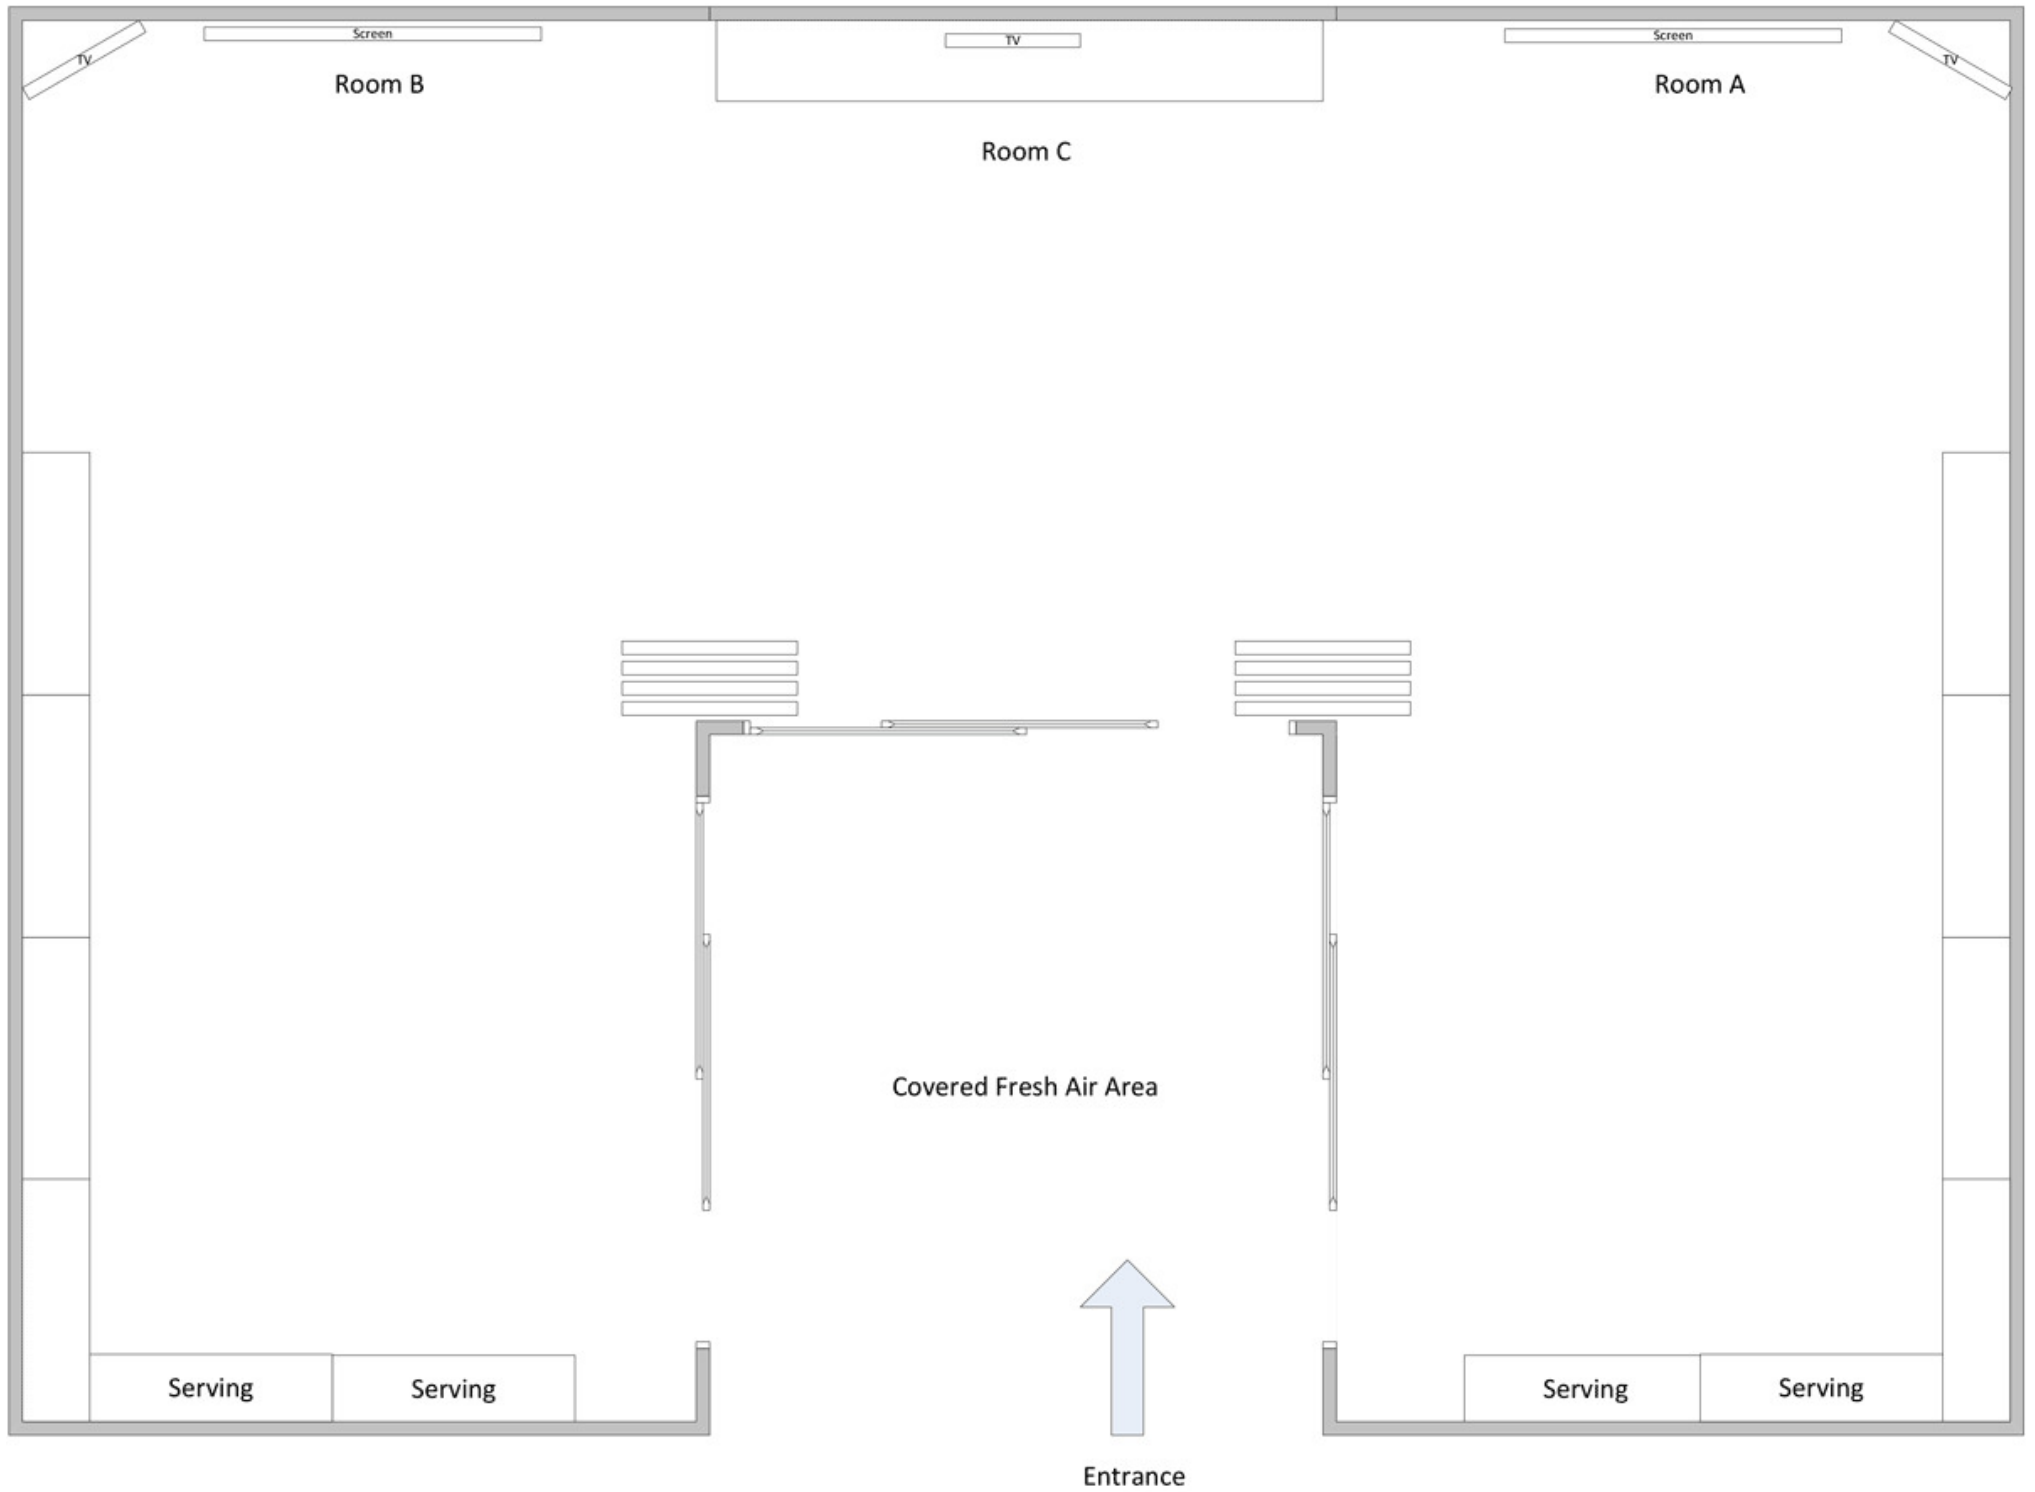 Screen
TV
Screen
TV
TV
Room B
Room A
Room C
Covered Fresh Air Area
Serving
Serving
Serving
Serving
Entrance